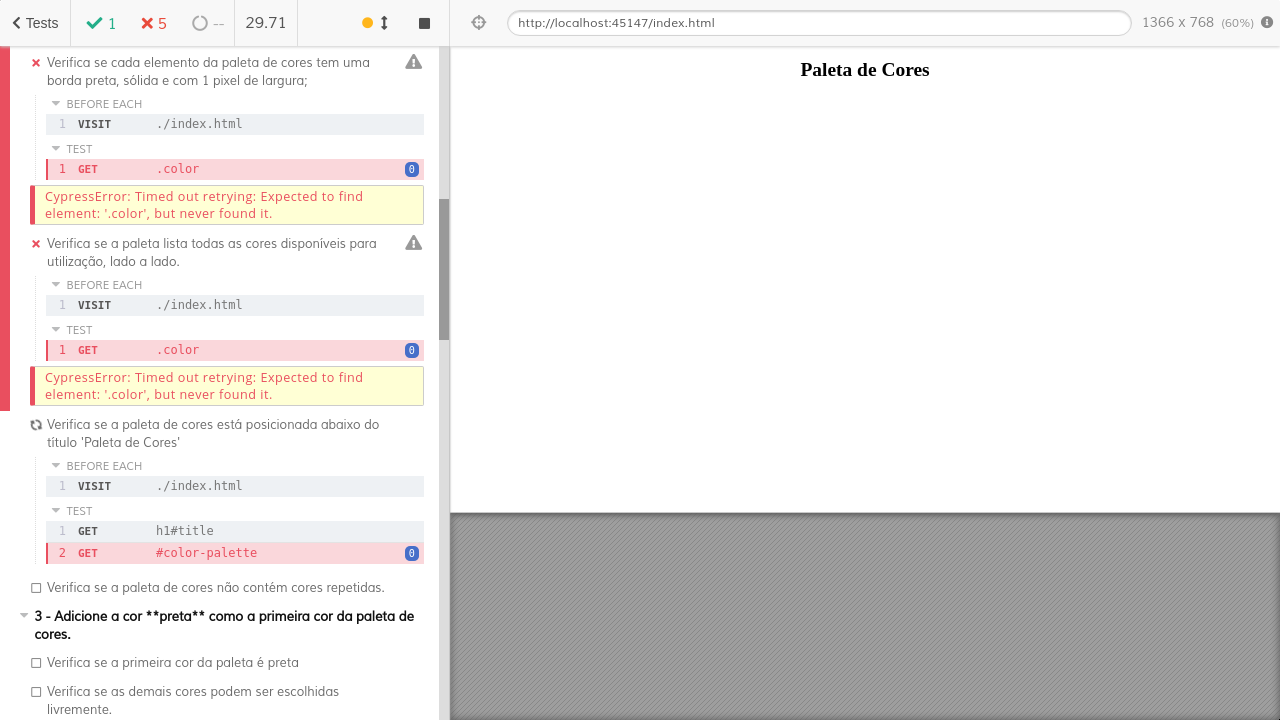 Tests 1 5 -- 29.71
http://localhost:45147/index.html 1366 x 768 (60%)
Verifica se cada elemento da paleta de cores tem uma
borda preta, sólida e com 1 pixel de largura;
BEFORE EACH
1 VISIT ./index.html
TEST
1 GET .color 0
CypressError: Timed out retrying: Expected to find
element: '.color', but never found it.
Verifica se a paleta lista todas as cores disponíveis para
utilização, lado a lado.
BEFORE EACH
1 VISIT ./index.html
TEST
1 GET .color 0
CypressError: Timed out retrying: Expected to find
element: '.color', but never found it.
Verifica se a paleta de cores está posicionada abaixo do
título 'Paleta de Cores'
BEFORE EACH
1 VISIT ./index.html
TEST
1 GET h1#title
2 GET #color-palette 0
Verifica se a paleta de cores não contém cores repetidas.
3 - Adicione a cor **preta** como a primeira cor da paleta de
cores.
Verifica se a primeira cor da paleta é preta
Verifica se as demais cores podem ser escolhidas
livremente.
Paleta de Cores